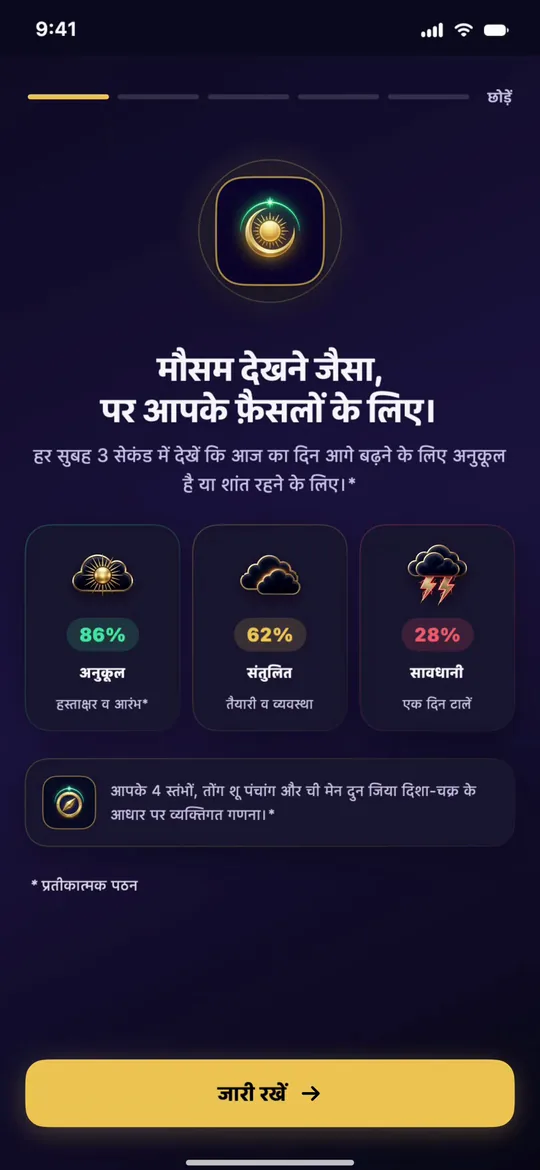 9:41
छोड़ें
मौसम देखने जैसा,
पर आपके फ़ैसलों के लिए।
हर सुबह 3 सेकंड में देखें कि आज का दिन आगे बढ़ने के लिए अनुकूल
है या शांत रहने के लिए।*
86%
अनुकूल
हस्ताक्षर व आरंभ*
62%
संतुलित
तैयारी व व्यवस्था
28%
सावधानी
एक दिन टालें
आपके 4 स्तंभों, तोंग शू पंचांग और ची मेन दुन जिया दिशा-चक्र के
आधार पर व्यक्तिगत गणना।*
* प्रतीकात्मक पठन
जारी रखें →